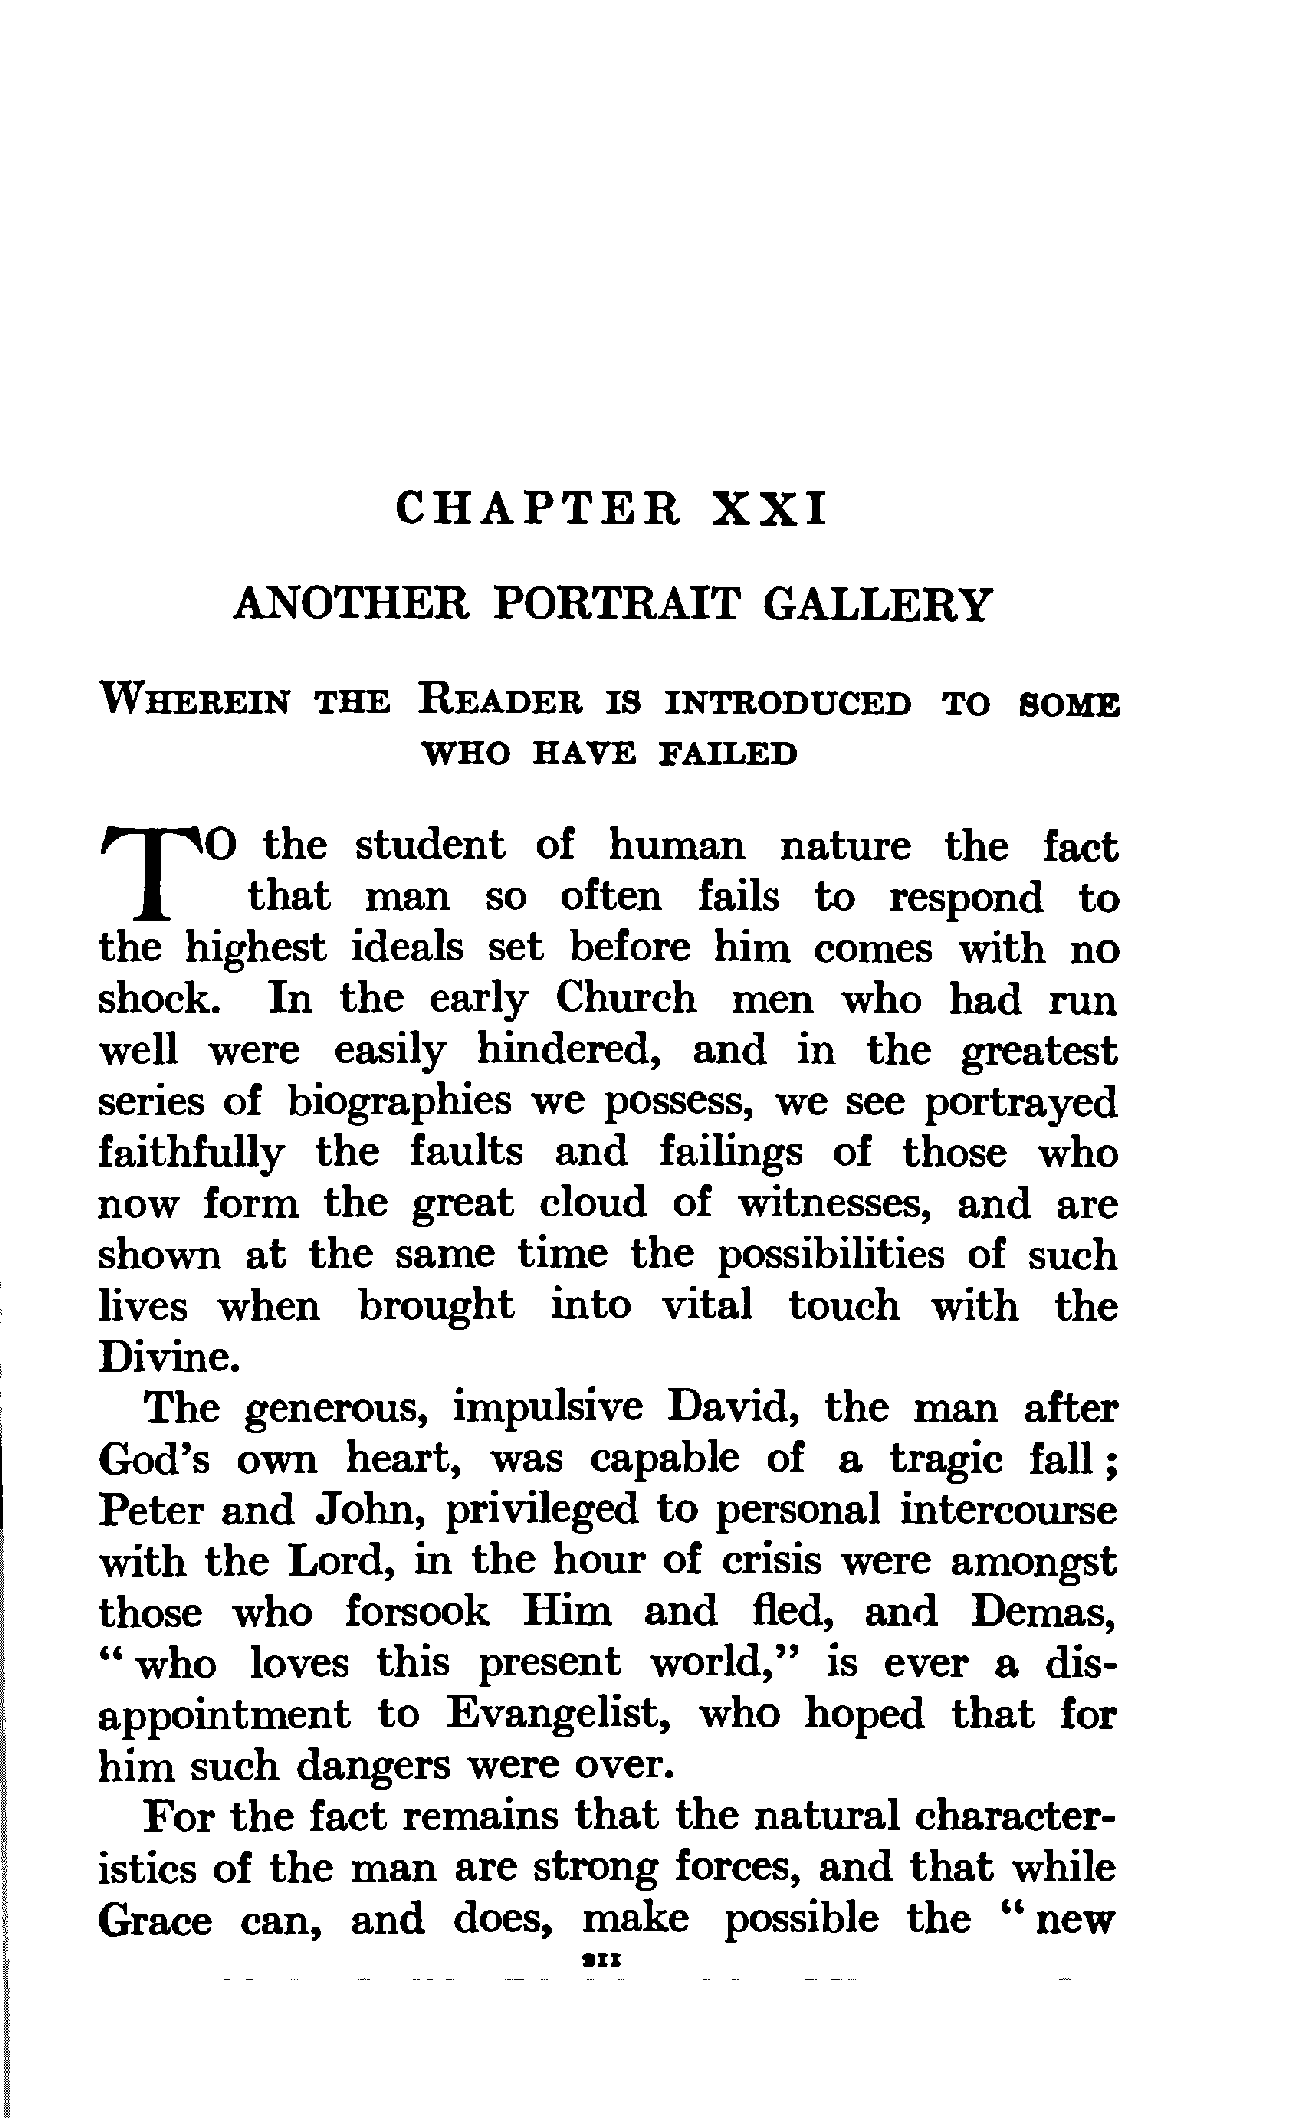 CHAPTER XXI
ANOTHER PORTRAIT GALLERY
WHEREIN THE READER IS INTRODUCED TO SOME
WHO HAVE FAILED
TO the student of human nature the fact
that man so often fails to respond to
the highest ideals set before him comes with no
shock. In the early Church men who had run
well were easily hindered, and in the greatest
series of biographies we possess, we see portrayed
faithfully the faults and failings of those who
now form the great cloud of witnesses, and are
shown at the same time the possibilities of such
lives when brought into vital touch with the
Divine.
The generous, impulsive David, the man after
God's own heart, was capable of a tragic fall ;
Peter and John, privileged to personal intercourse
with the Lord, in the hour of crisis were amongst
those who forsook Him and fled, and Demas,
“ who loves this present world,” is ever a dis-
appointment to Evangelist, who hoped that for
him such dangers were over.
For the fact remains that the natural character-
istics of the man are strong forces, and that while
Grace can, and does, make possible the “ new
211